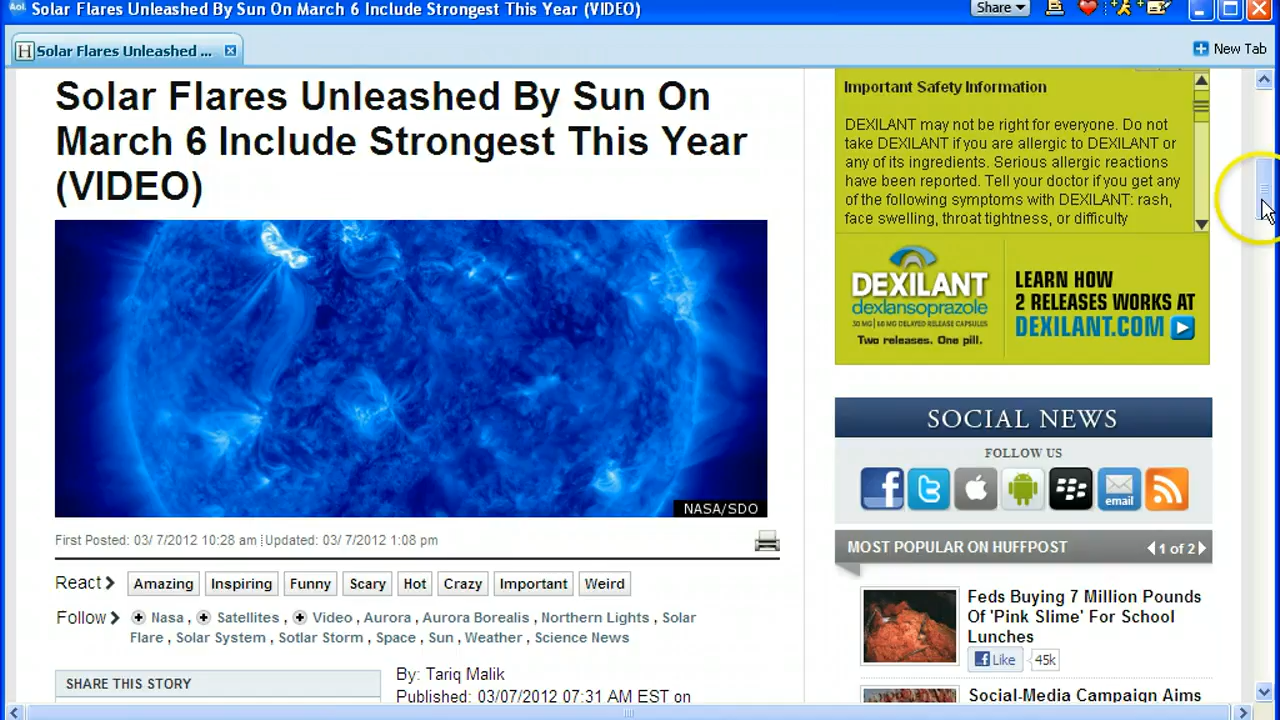 Aol.
Solar Flares Unleashed By Sun On March 6 Include Strongest This Year (VIDEO)
Share
H Solar Flares Unleashed ...
New Tab
Solar Flares Unleashed By Sun On
March 6 Include Strongest This Year
(VIDEO)
NASA/SDO
First Posted: 03/ 7/2012 10:28 am Updated: 03/ 7/2012 1:08 pm
React Amazing Inspiring Funny Scary Hot Crazy Important Weird
Follow Nasa , Satellites , Video , Aurora , Aurora Borealis , Northern Lights , Solar
Flare , Solar System , Sotlar Storm , Space , Sun , Weather , Science News
SHARE THIS STORY
By: Tariq Malik
Published: 03/07/2012 07:31 AM EST on
Important Safety Information
DEXILANT may not be right for everyone. Do not
take DEXILANT if you are allergic to DEXILANT or
any of its ingredients. Serious allergic reactions
have been reported. Tell your doctor if you get any
of the following symptoms with DEXILANT: rash,
face swelling, throat tightness, or difficulty
DEXILANT
dexlansoprazole
30 MG | 60 MG DELAYED RELEASE CAPSULES
Two releases. One pill.
LEARN HOW
2 RELEASES WORKS AT
DEXILANT.COM
SOCIAL NEWS
FOLLOW US
email
MOST POPULAR ON HUFFPOST
1 of 2
Feds Buying 7 Million Pounds
Of 'Pink Slime' For School
Lunches
Like 45k
Social-Media Campaign Aims